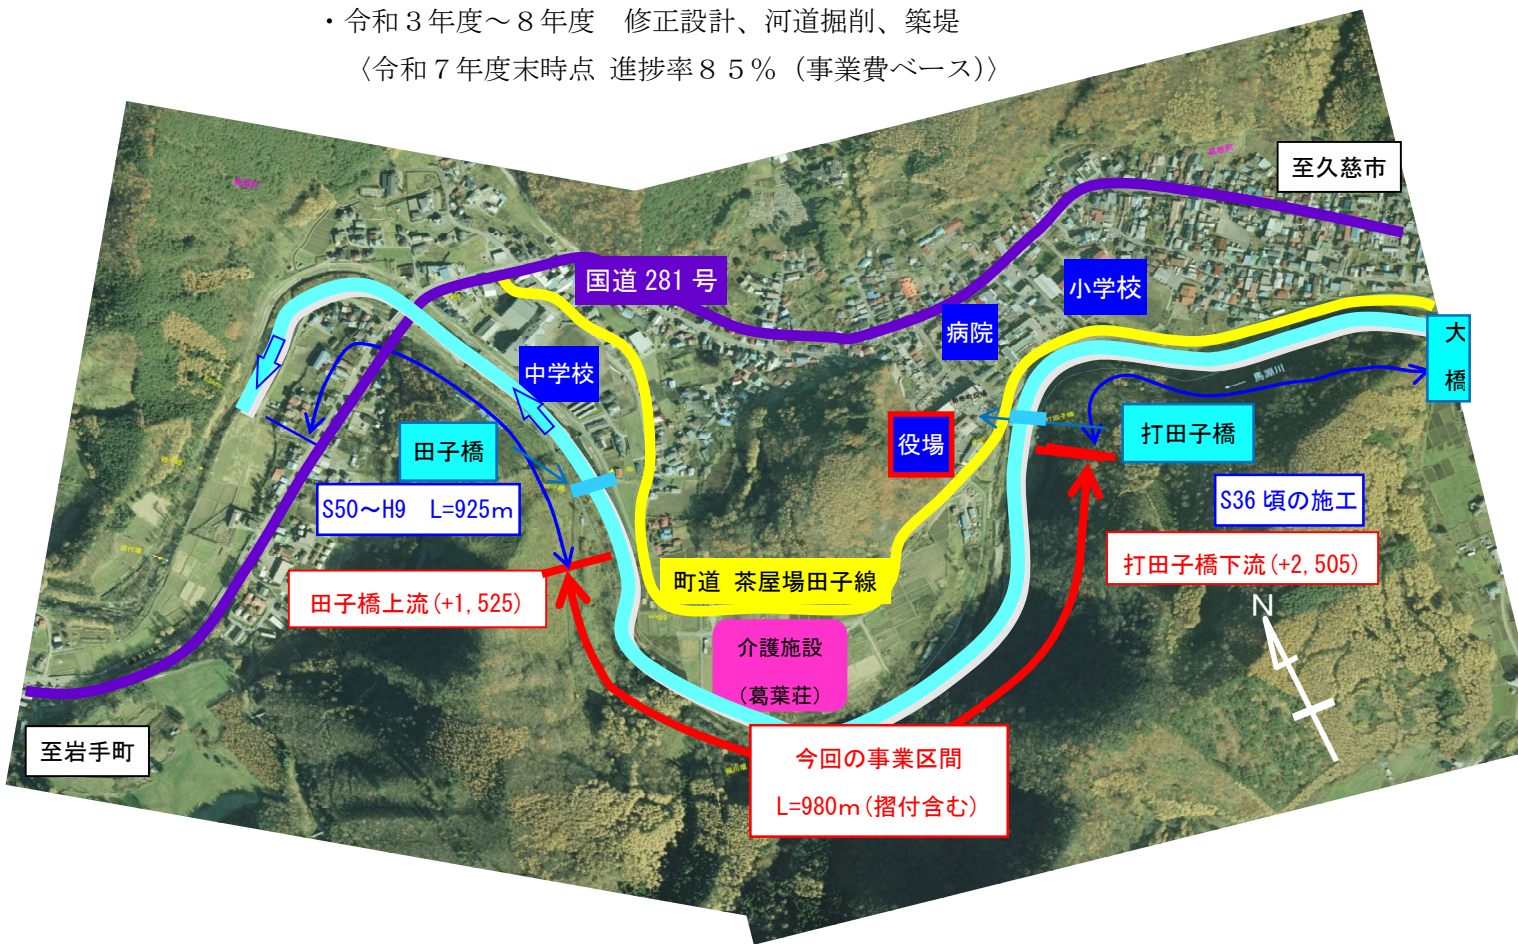 ・令和３年度～８年度　修正設計、河道掘削、築堤
〈令和７年度末時点 進捗率８５％（事業費ベース）〉
至久慈市
国道 281 号
小学校
病院
大
橋
中学校
馬淵川
役場
打田子橋
田子橋
S50～H9　L=925m
S36 頃の施工
打田子橋下流(+2,505)
町道 茶屋場田子線
田子橋上流(+1,525)
N
介護施設
(葛葉荘)
至岩手町
今回の事業区間
L=980m(摺付含む)